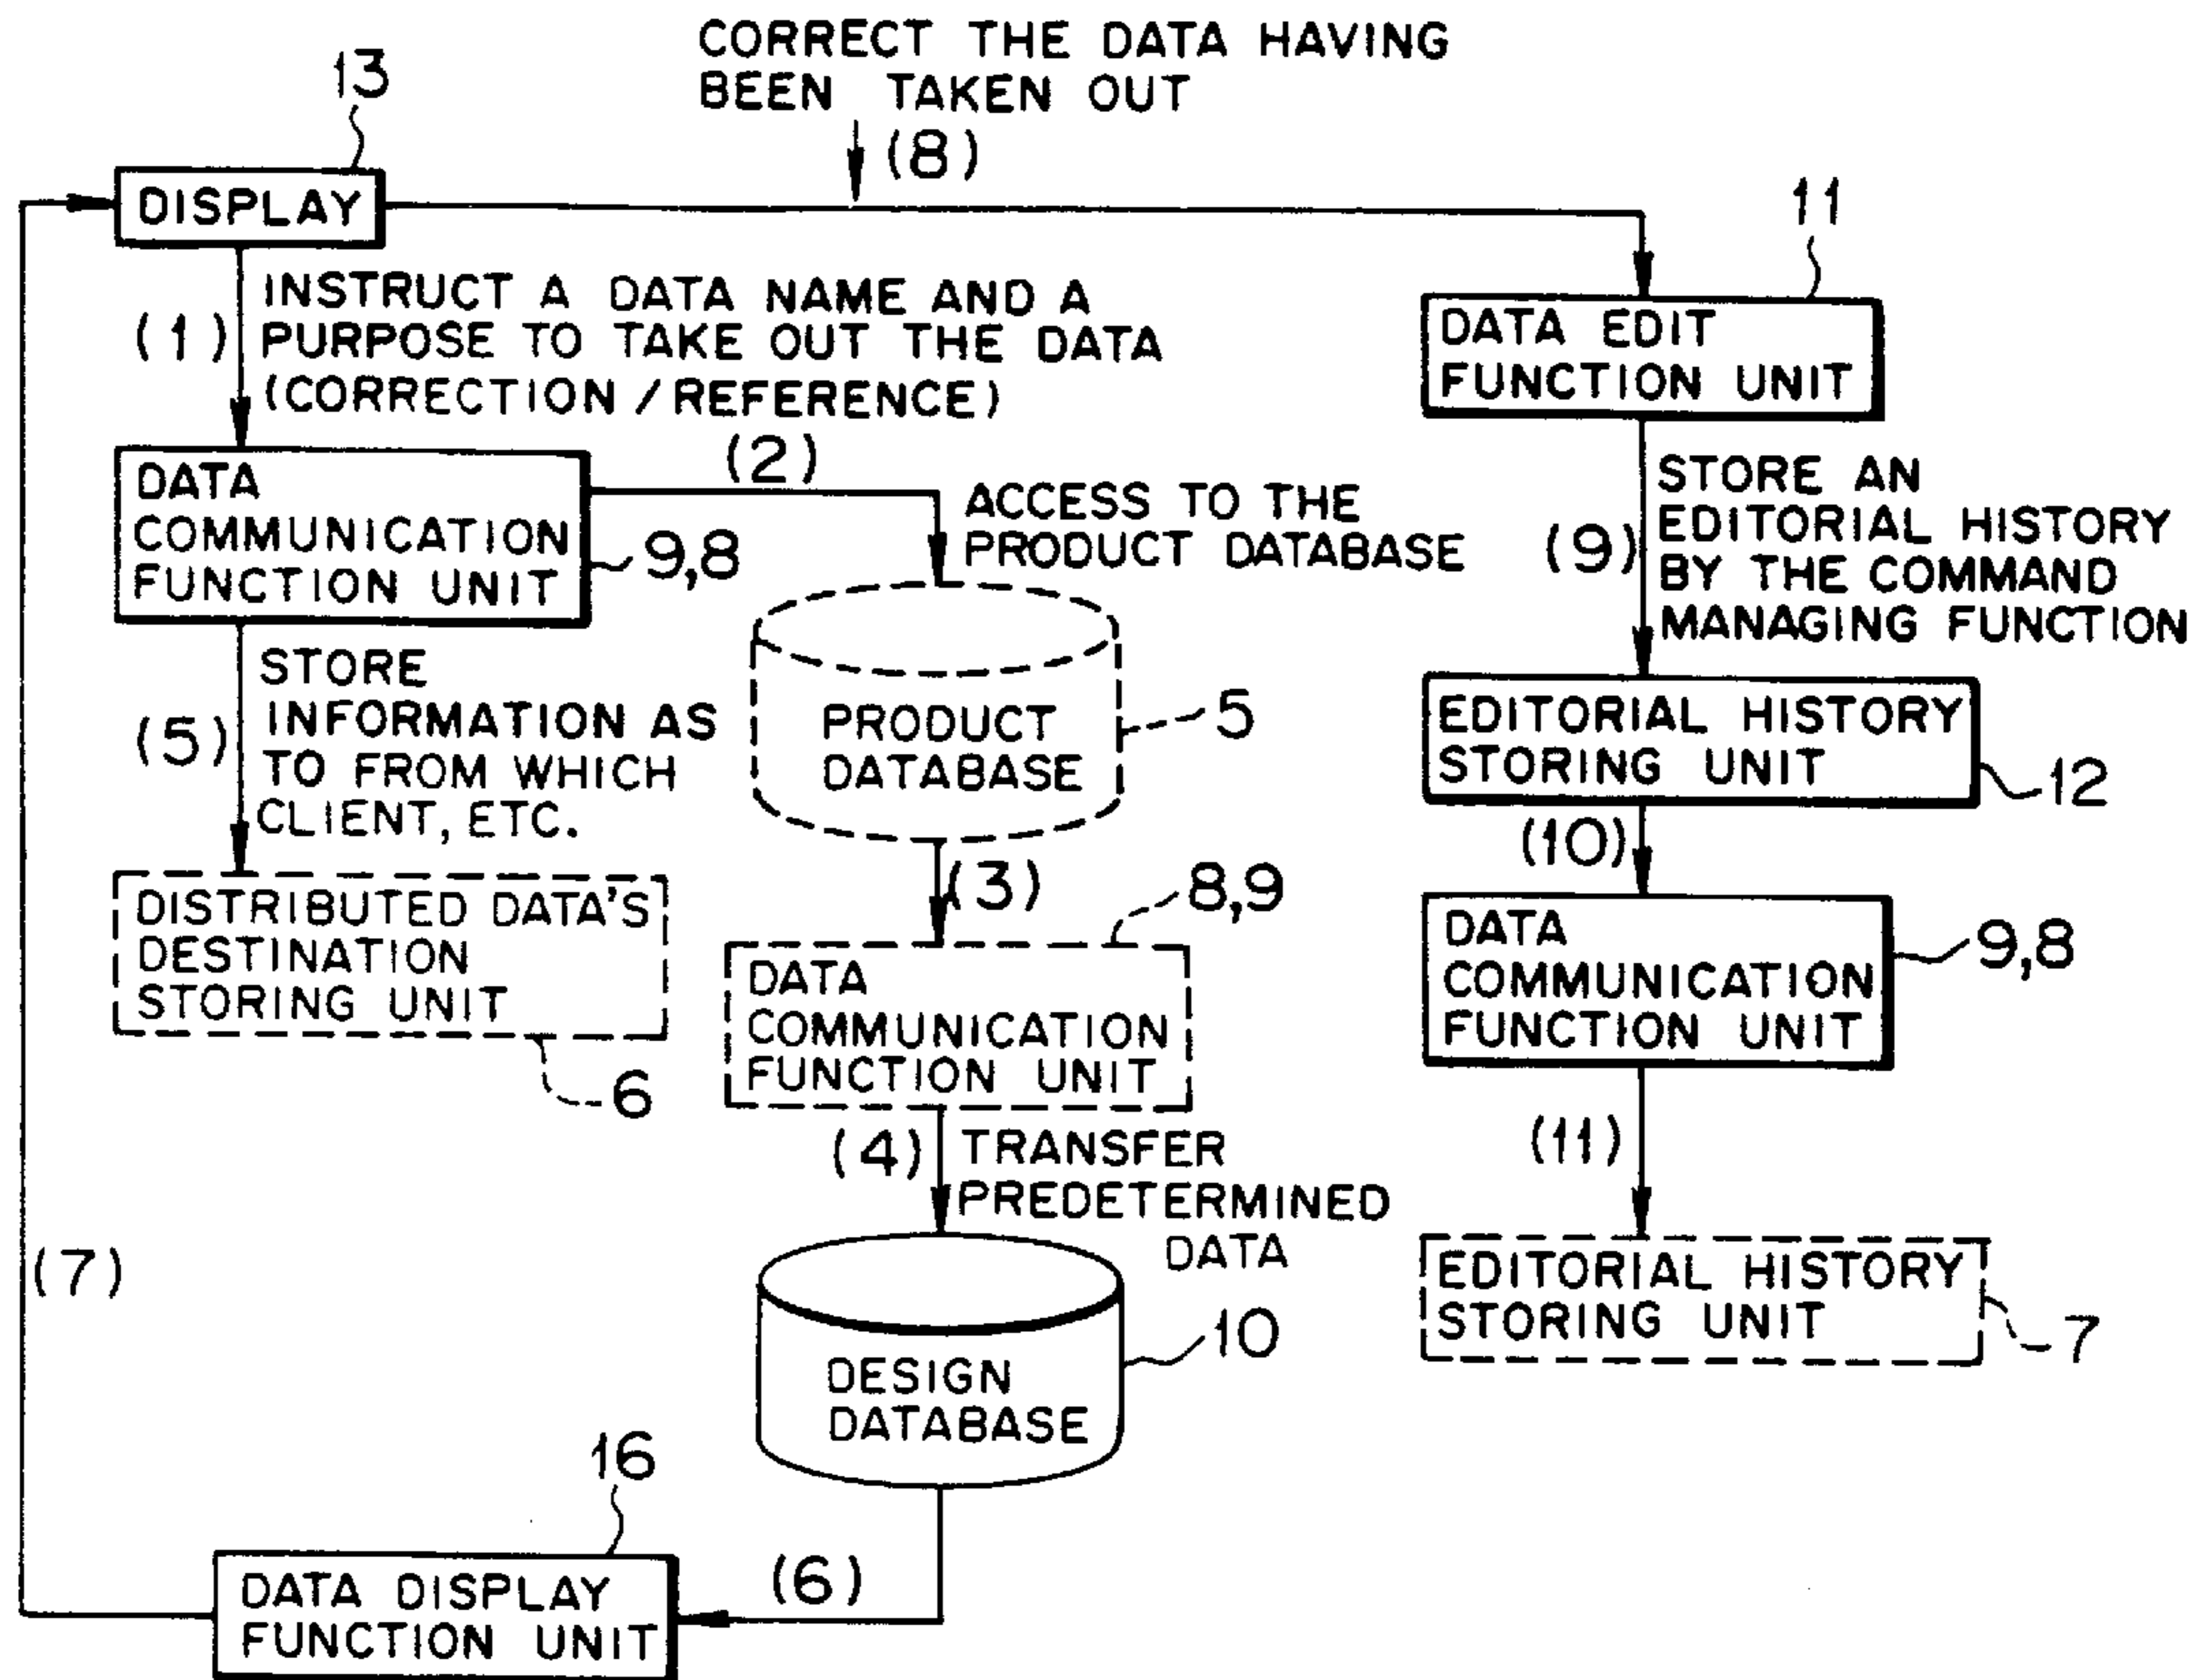 CORRECT THE DATA HAVING
BEEN TAKEN OUT
(8)
13
DISPLAY
11
(1)
INSTRUCT A DATA NAME AND A
PURPOSE TO TAKE OUT THE DATA
(CORRECTION/REFERENCE)
DATA EDIT
FUNCTION UNIT
(2)
DATA
COMMUNICATION
FUNCTION UNIT
9,8
ACCESS TO THE
PRODUCT DATABASE
(9)
STORE AN
EDITORIAL HISTORY
BY THE COMMAND
MANAGING FUNCTION
(5)
STORE
INFORMATION AS
TO FROM WHICH
CLIENT, ETC.
PRODUCT
DATABASE
5
EDITORIAL HISTORY
STORING UNIT
12
(10)
(3)
8,9
DISTRIBUTED DATA'S
DESTINATION
STORING UNIT
6
DATA
COMMUNICATION
FUNCTION UNIT
DATA
COMMUNICATION
FUNCTION UNIT
9,8
(4)
TRANSFER
PREDETERMINED
DATA
(11)
(7)
DESIGN
DATABASE
10
EDITORIAL HISTORY
STORING UNIT
7
16
DATA DISPLAY
FUNCTION UNIT
(6)